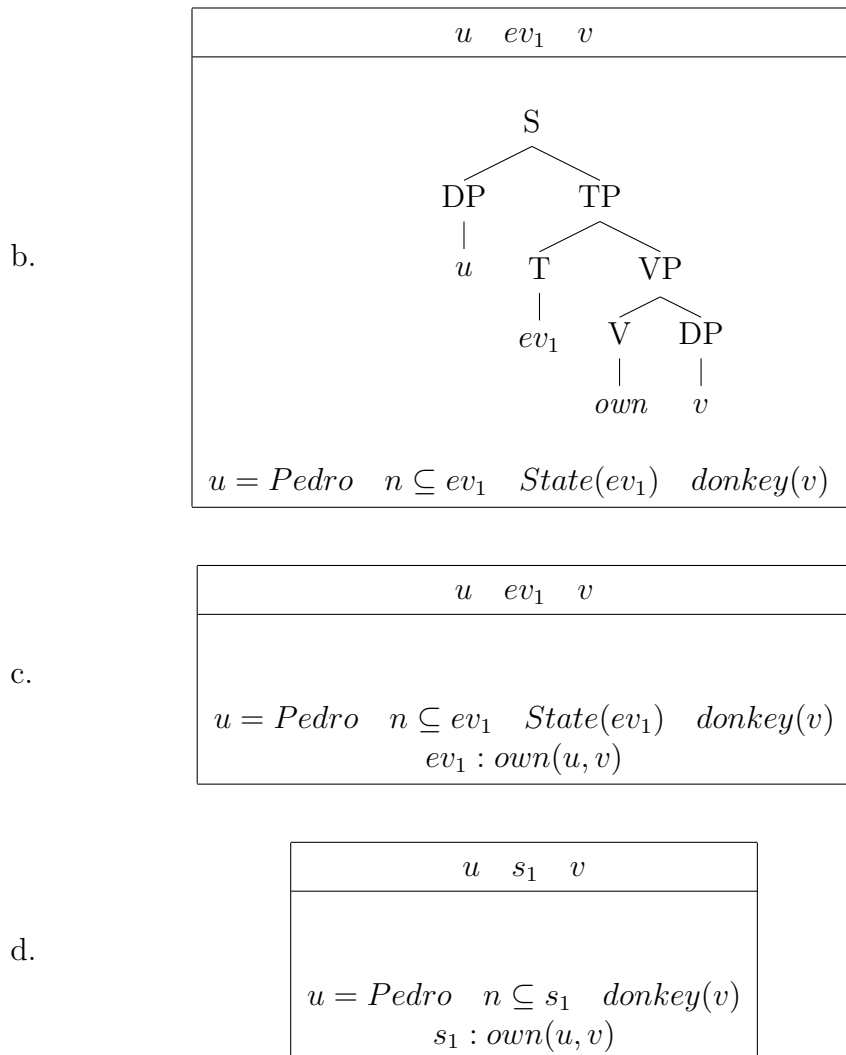 u ev₁ v
S
DP TP
u T VP
ev₁ V DP
own v
b.
u = Pedro n ⊆ ev₁ State(ev₁) donkey(v)
u ev₁ v
c.
u = Pedro n ⊆ ev₁ State(ev₁) donkey(v)
ev₁ : own(u, v)
u s₁ v
d.
u = Pedro n ⊆ s₁ donkey(v)
s₁ : own(u, v)